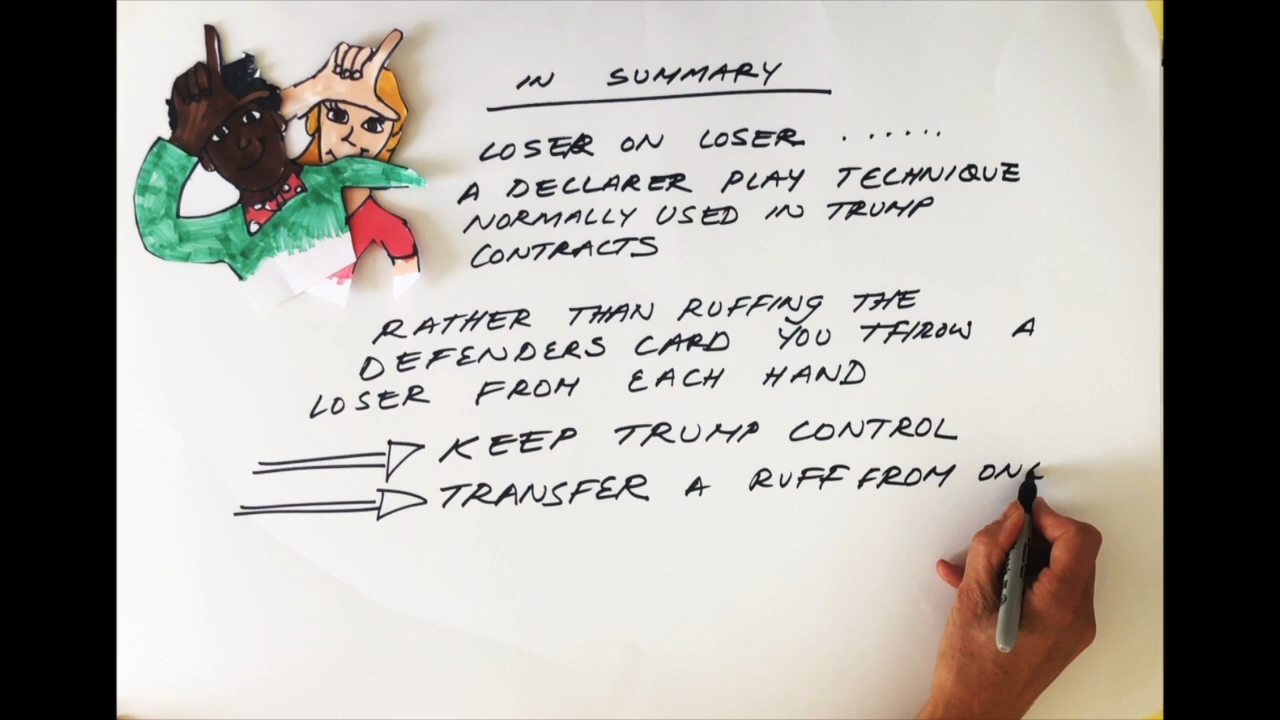 IN SUMMARY
LOSER ON LOSER ......
A DECLARER PLAY TECHNIQUE
NORMALLY USED IN TRUMP
CONTRACTS
RATHER THAN RUFFING THE
DEFENDERS CARD YOU THROW A
LOSER FROM EACH HAND
KEEP TRUMP CONTROL
TRANSFER A RUFF FROM ONE